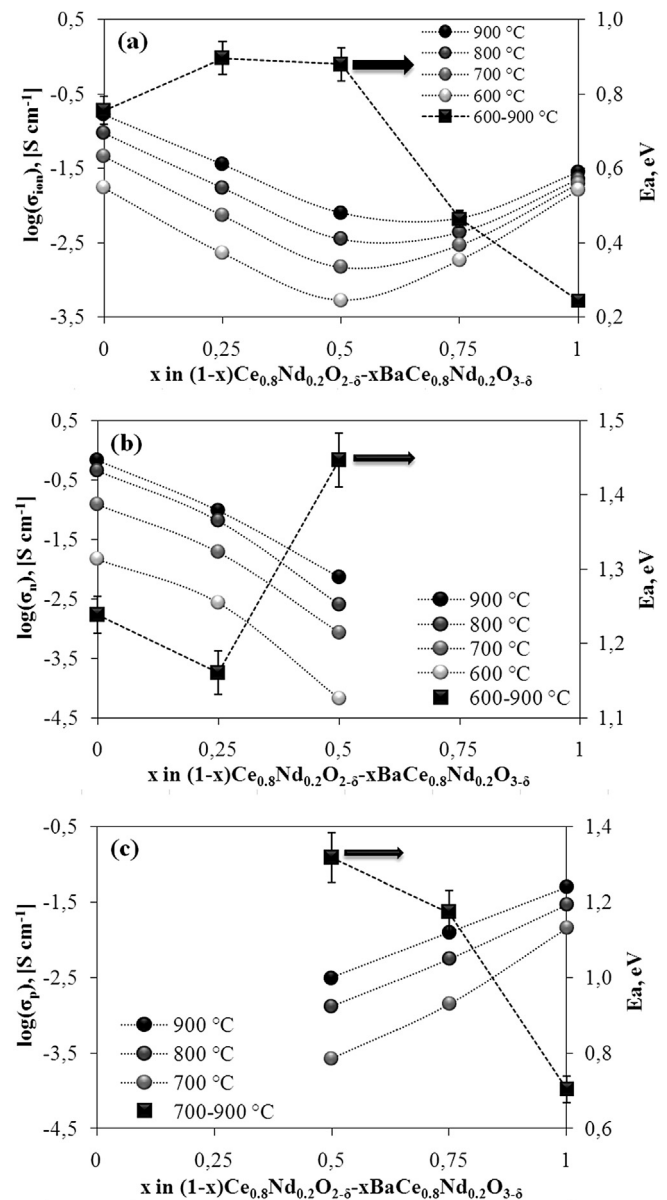 (a)
900 °C
800 °C
700 °C
600 °C
600-900 °C
log(σion), [S cm-1]
-0,5
-0,5
-1,5
-2,5
-3,5
1,0
0,8
0,6
0,4
0,2
Ea, eV
0 0,25 0,5 0,75 1
x in (1-x)Ce0.8Nd0.2O2-δ-xBaCe0.8Nd0.2O3-δ
(b)
log(σn), [S cm-1]
0,5
-0,5
-1,5
-2,5
-3,5
-4,5
1,5
1,4
1,3
1,2
1,1
Ea, eV
900 °C
800 °C
700 °C
600 °C
600-900 °C
0 0,25 0,5 0,75 1
x in (1-x)Ce0.8Nd0.2O2-δ-xBaCe0.8Nd0.2O3-δ
(c)
log(σp), [S cm-1]
-0,5
-1,5
-2,5
-3,5
-4,5
1,4
1,2
1,0
0,8
0,6
Ea, eV
900 °C
800 °C
700 °C
700-900 °C
0 0,25 0,5 0,75 1
x in (1-x)Ce0.8Nd0.2O2-δ-xBaCe0.8Nd0.2O3-δ